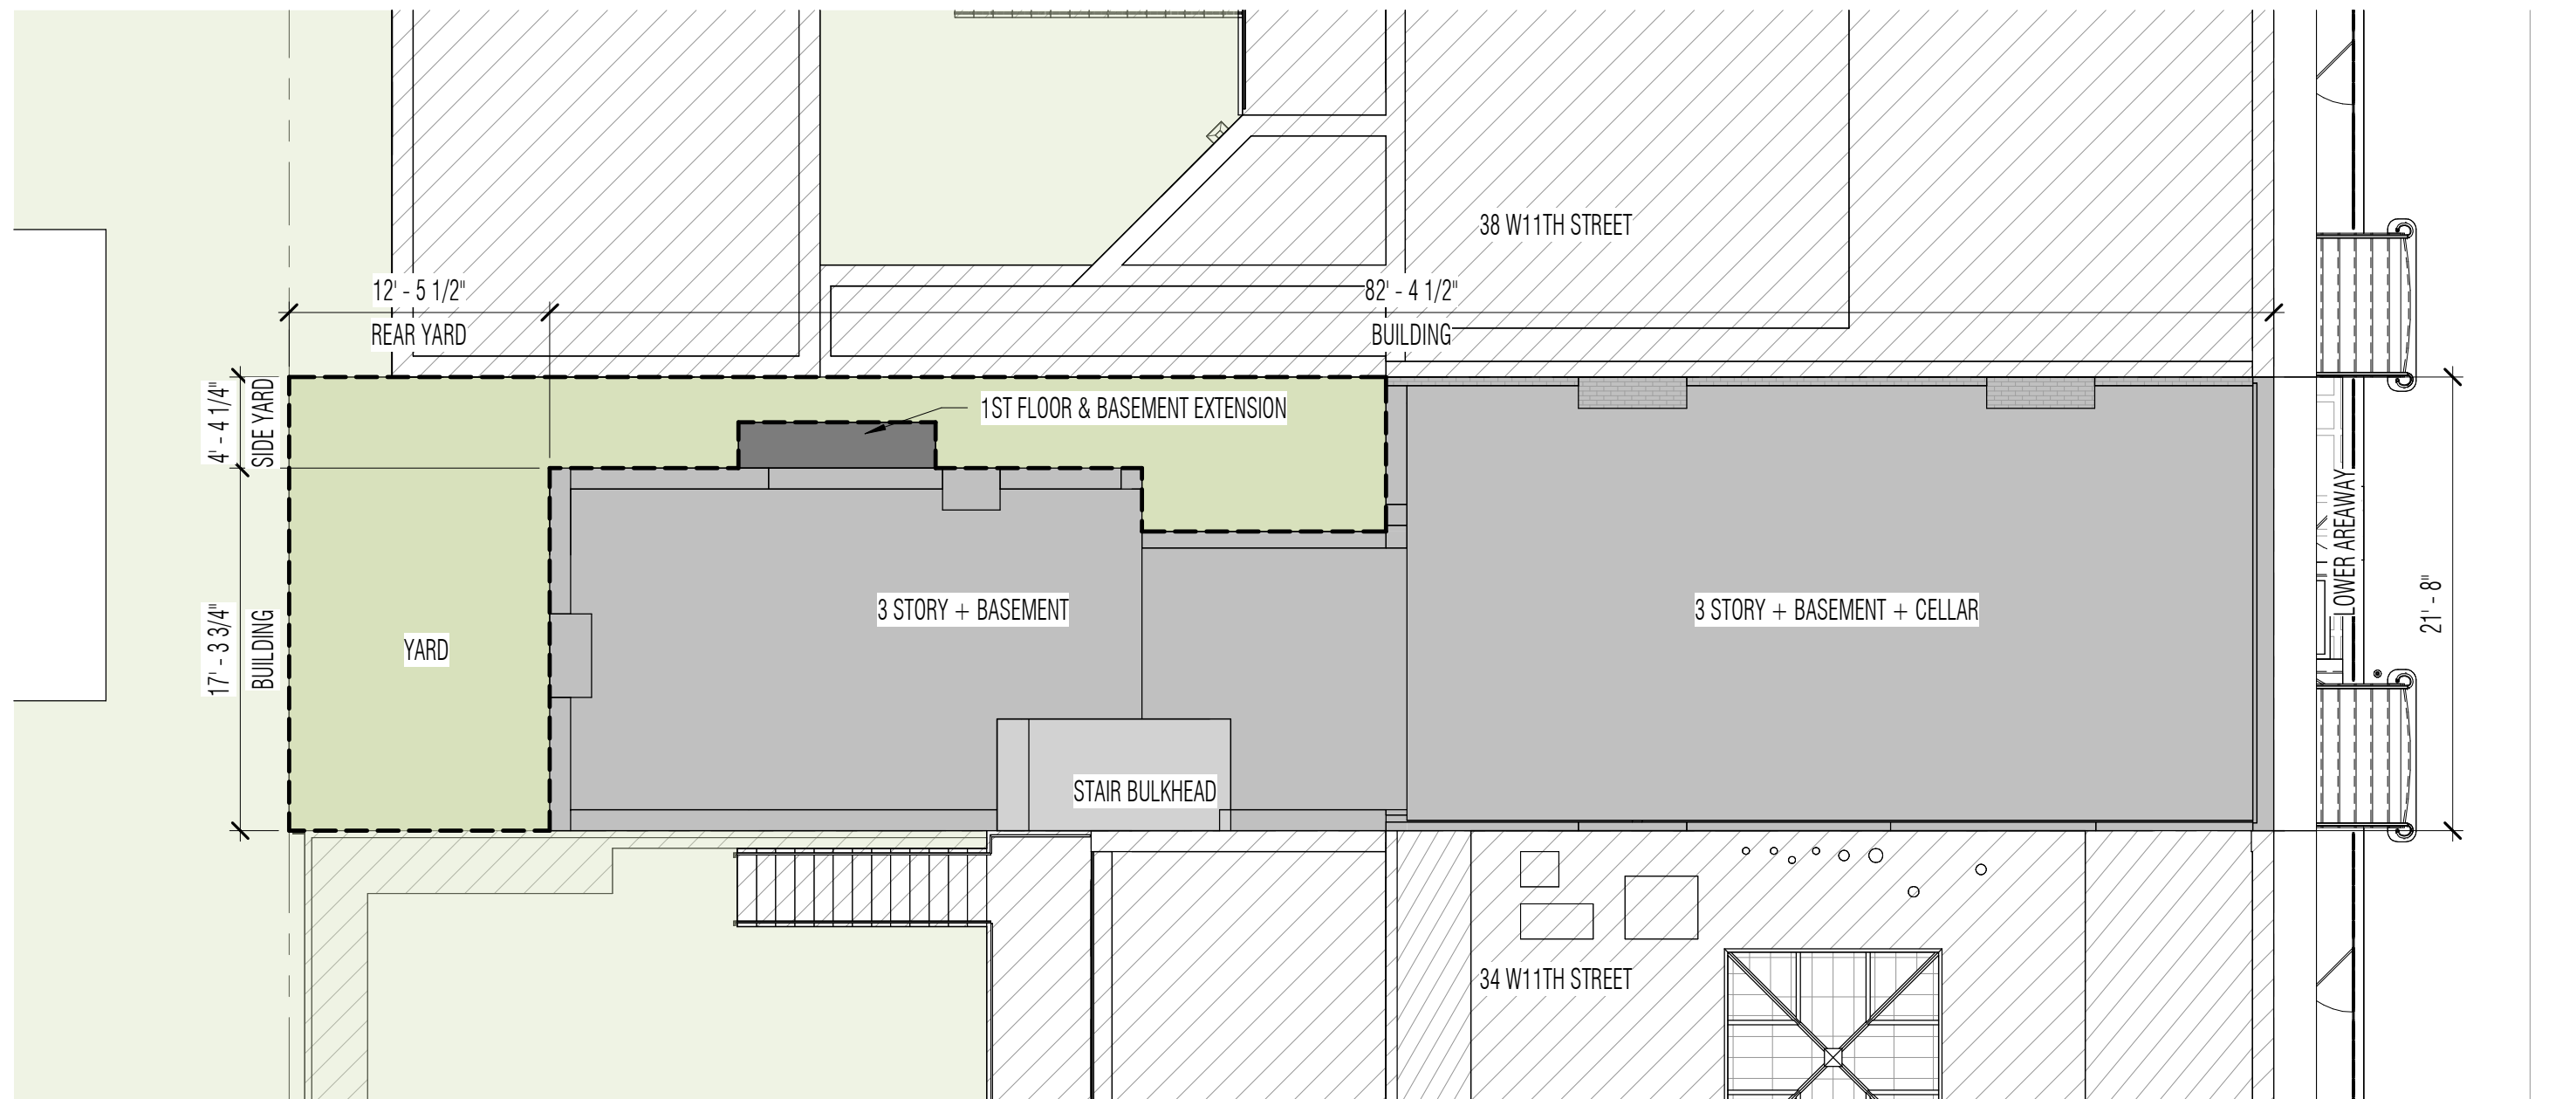 38 W11TH STREET
12' - 5 1/2"
REAR YARD
82' - 4 1/2"
BUILDING
4' - 4 1/4"
SIDE YARD
1ST FLOOR & BASEMENT EXTENSION
17' - 3 3/4"
BUILDING
YARD
3 STORY + BASEMENT
3 STORY + BASEMENT + CELLAR
LOWER AREAWAY
21' - 8"
STAIR BULKHEAD
34 W11TH STREET